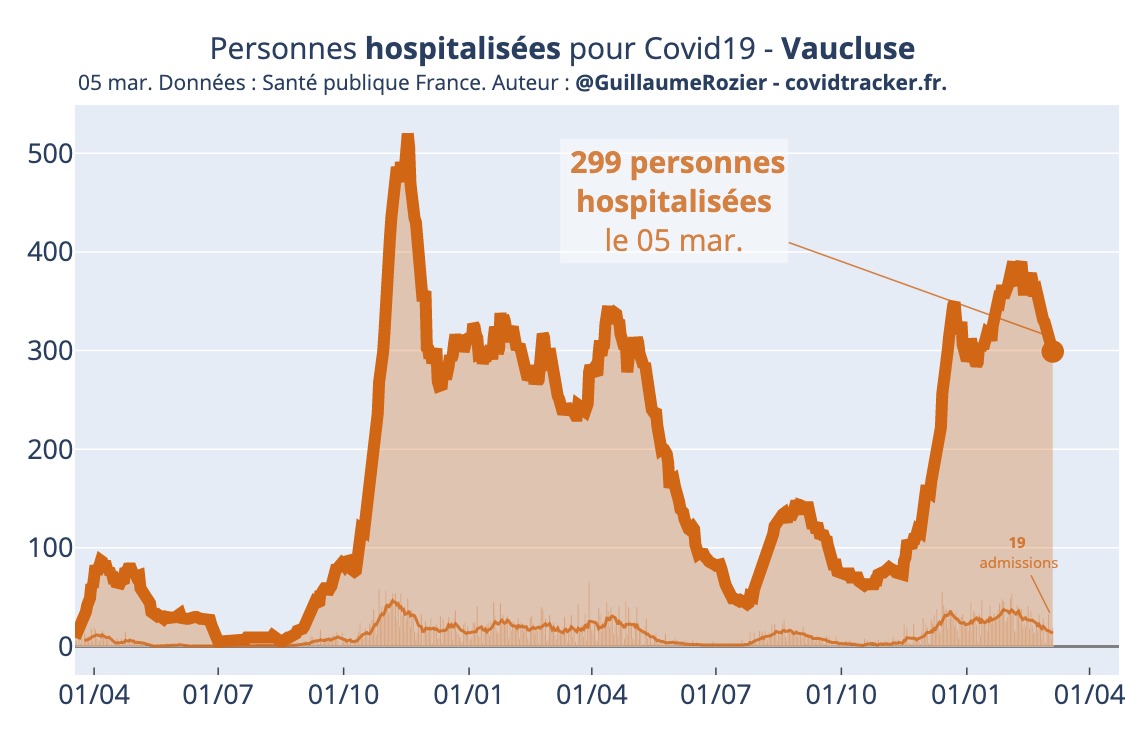 Personnes hospitalisées pour Covid19 - Vaucluse
05 mar. Données : Santé publique France. Auteur : @GuillaumeRozier - covidtracker.fr.
299 personnes
hospitalisées
le 05 mar.
500
400
300
200
100
0
19
admissions
01/04
01/07
01/10
01/01
01/04
01/07
01/10
01/01
01/04